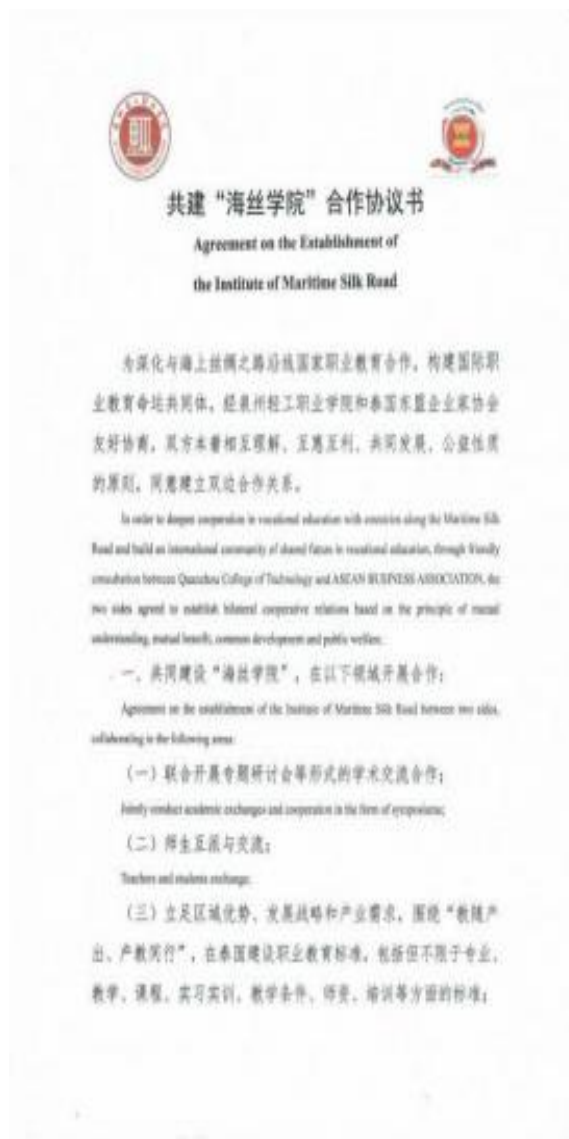 共建“海丝学院”合作协议书
Agreement on the Establishment of
the Institute of Maritime Silk Road
为深化与海上丝绸之路沿线国家职业教育合作，构建国际职
业教育命运共同体，经泉州轻工职业学院和泰国东盟企业家协会
友好协商，双方本着相互理解、互惠互利、共同发展、公益性质
的原则，同意建立双边合作关系。
In order to deepen cooperation in vocational education with countries along the Maritime Silk
Road and build an international community of shared future in vocational education, through friendly
consultation between Quanzhou College of Technology and ASEAN BUSINESS ASSOCIATION, the
two sides agreed to establish bilateral cooperative relations based on the principle of mutual
understanding, mutual benefit, common development and public welfare.
一、共同建设“海丝学院”，在以下领域开展合作：
Agreement on the establishment of the Institute of Maritime Silk Road between two sides,
collaborating in the following areas:
（一）联合开展专题研讨会等形式的学术交流合作；
Jointly conduct academic exchanges and cooperation in the form of symposiums;
（二）师生互派与交流；
Teachers and students exchange;
（三）立足区域优势、发展战略和产业需求，围绕“教随产
出、产教同行”，在泰国建设职业教育标准，包括但不限于专业、
教学、课程、实习实训、教学条件、师资、培训等方面的标准；